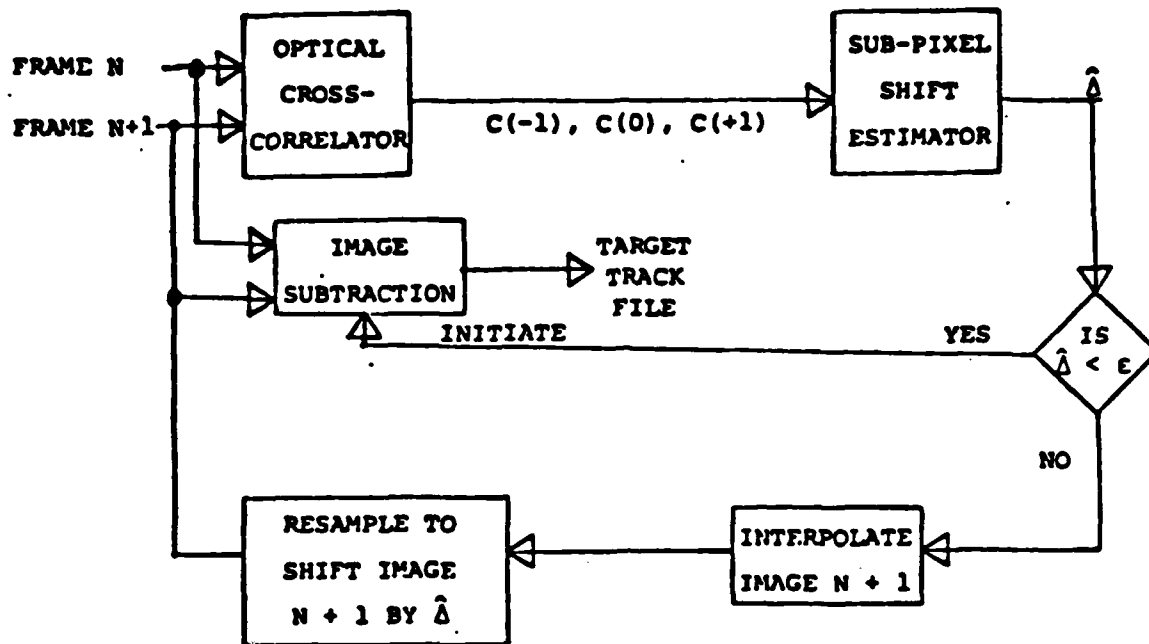 FRAME N
FRAME N+1
OPTICAL
CROSS-
CORRELATOR
C(-1), C(0), C(+1)
SUB-PIXEL
SHIFT
ESTIMATOR
Δ̂
IMAGE
SUBTRACTION
TARGET
TRACK
FILE
INITIATE
YES
IS
Δ̂ < ε
NO
INTERPOLATE
IMAGE N + 1
RESAMPLE TO
SHIFT IMAGE
N + 1 BY Δ̂